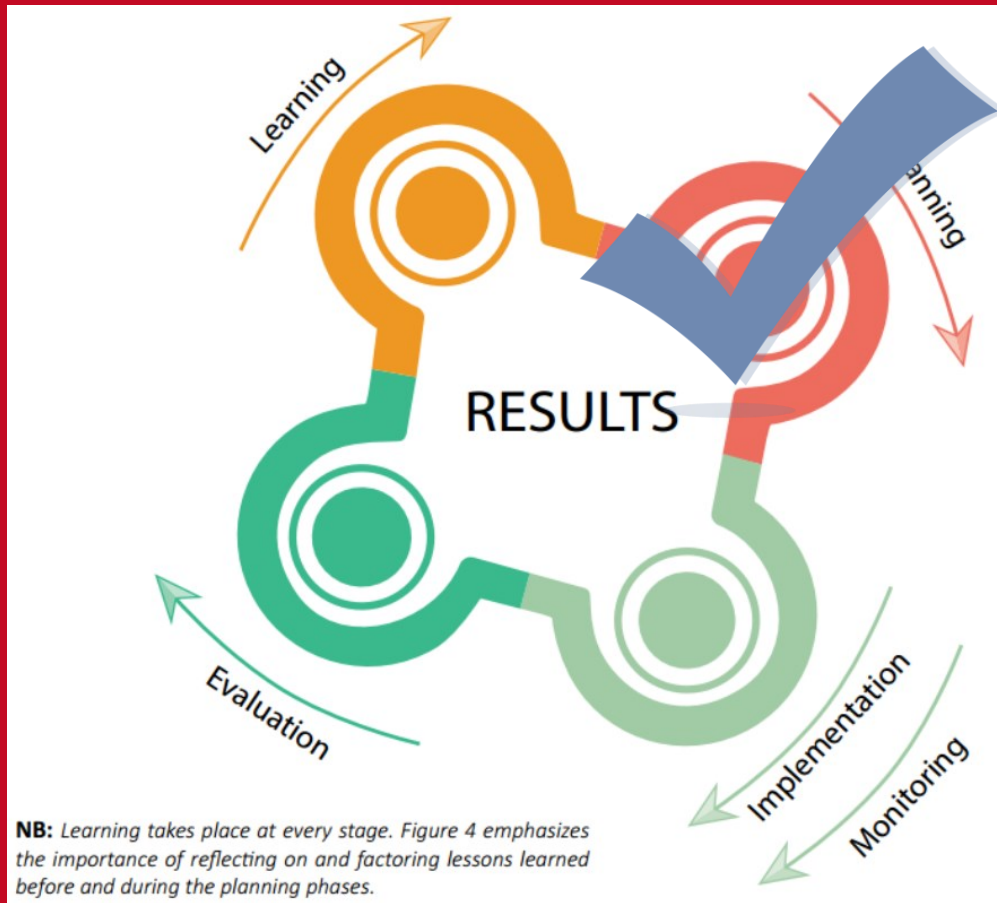 Learning
anning
RESULTS
Evaluation
Implementation
Monitoring
NB: Learning takes place at every stage. Figure 4 emphasizes
the importance of reflecting on and factoring lessons learned
before and during the planning phases.